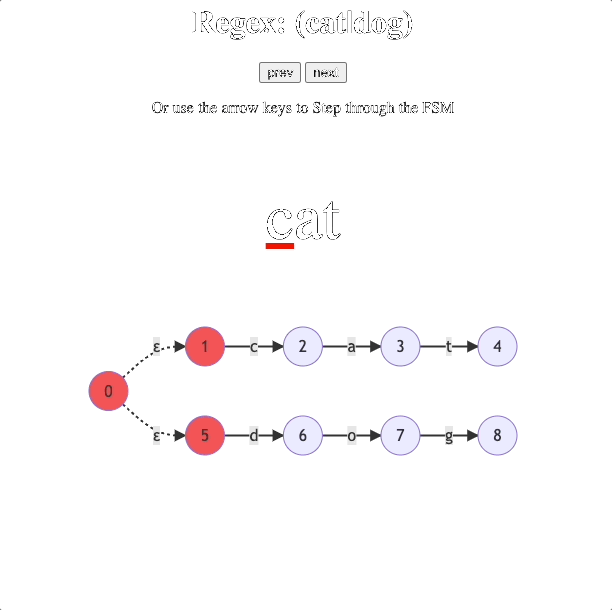 Regex: (cat|dog)
prev next
Or use the arrow keys to Step through the FSM
cat
ε 1 c 2 a 3 t 4
0
ε 5 d 6 o 7 g 8